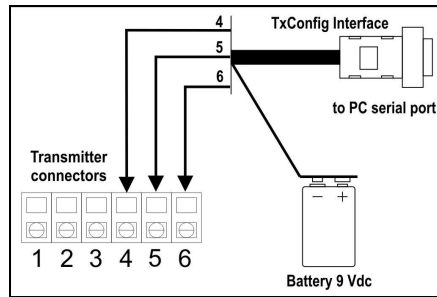 4
TxConfig Interface
5
6
to PC serial port
Transmitter
connectors
− +
1 2 3 4 5 6
Battery 9 Vdc